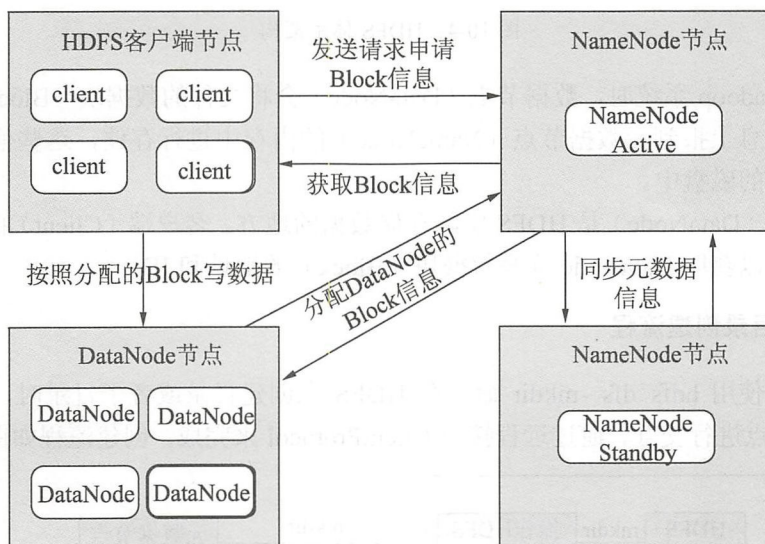 HDFS客户端节点
client
client
client
client
发送请求申请
Block信息
获取Block信息
NameNode节点
NameNode
Active
按照分配的Block写数据
分配DataNode的
Block信息
同步元数据
信息
DataNode节点
DataNode
DataNode
DataNode
DataNode
NameNode节点
NameNode
Standby